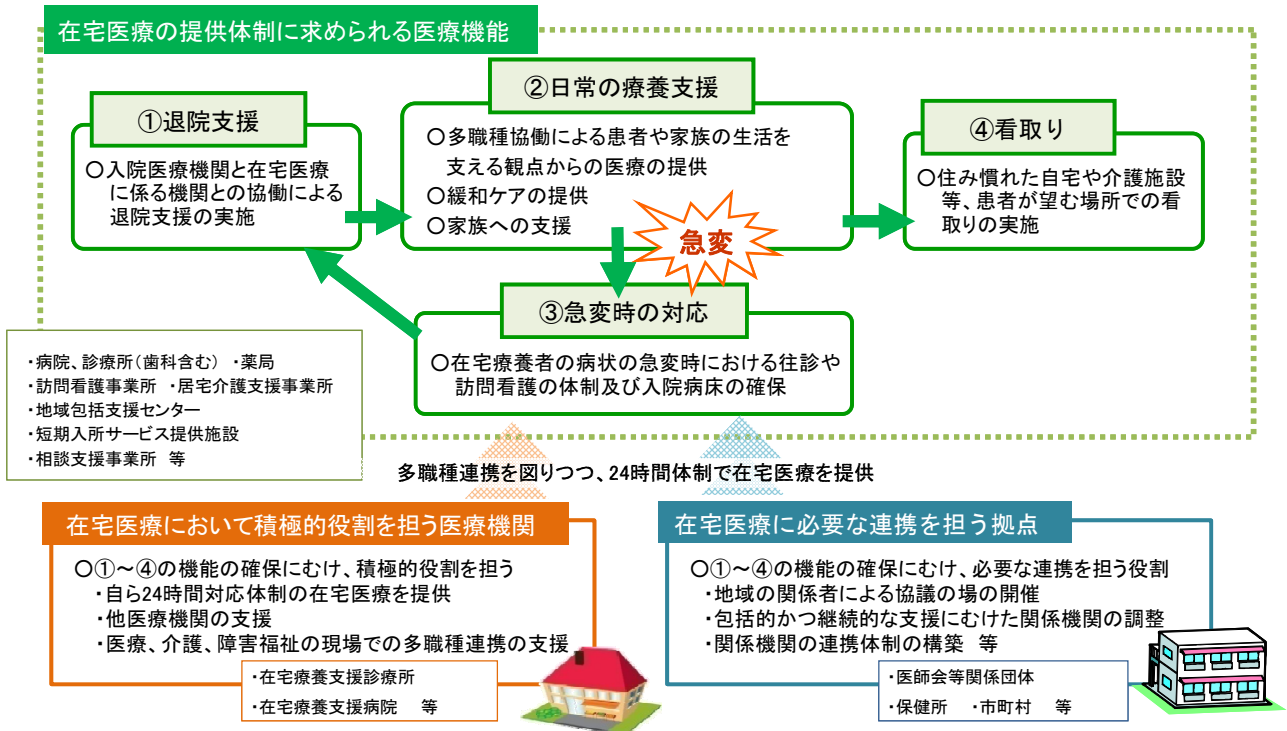 在宅医療の提供体制に求められる医療機能
①退院支援
○入院医療機関と在宅医療
に係る機関との協働による
退院支援の実施
②日常の療養支援
○多職種協働による患者や家族の生活を
支える観点からの医療の提供
○緩和ケアの提供
○家族への支援
急変
④看取り
○住み慣れた自宅や介護施設
等、患者が望む場所での看
取りの実施
③急変時の対応
○在宅療養者の病状の急変時における往診や
訪問看護の体制及び入院病床の確保
・病院、診療所(歯科含む) ・薬局
・訪問看護事業所 ・居宅介護支援事業所
・地域包括支援センター
・短期入所サービス提供施設
・相談支援事業所 等
多職種連携を図りつつ、24時間体制で在宅医療を提供
在宅医療において積極的役割を担う医療機関
○①～④の機能の確保にむけ、積極的役割を担う
・自ら24時間対応体制の在宅医療を提供
・他医療機関の支援
・医療、介護、障害福祉の現場での多職種連携の支援
・在宅療養支援診療所
・在宅療養支援病院 等
在宅医療に必要な連携を担う拠点
○①～④の機能の確保にむけ、必要な連携を担う役割
・地域の関係者による協議の場の開催
・包括的かつ継続的な支援にむけた関係機関の調整
・関係機関の連携体制の構築 等
・医師会等関係団体
・保健所 ・市町村 等